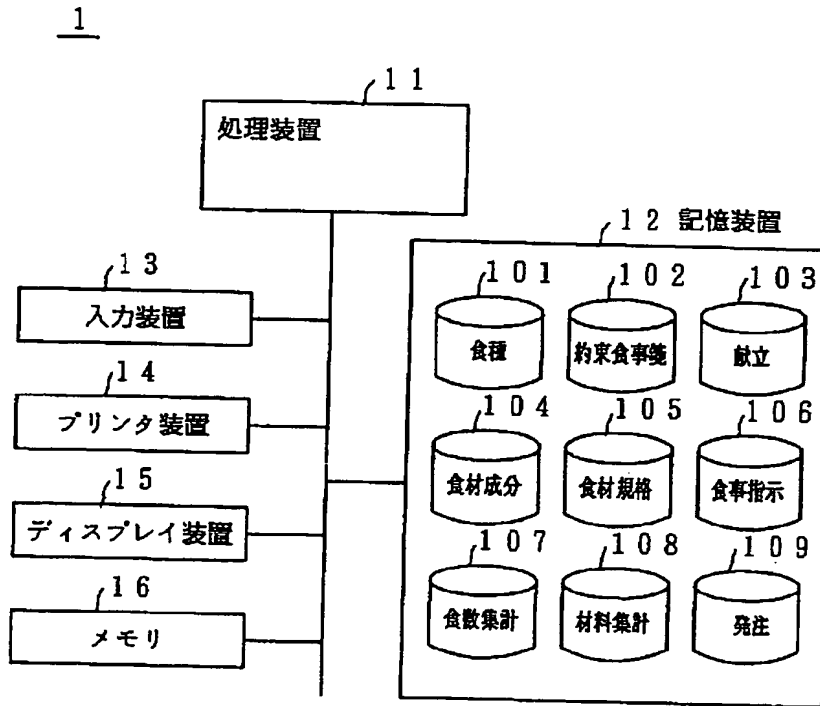 1
11
処理装置
12 記憶装置
13
入力装置
14
プリンタ装置
15
ディスプレイ装置
16
メモリ
101
食種
102
約束食事箋
103
献立
104
食材成分
105
食材規格
106
食事指示
107
食数集計
108
材料集計
109
発注